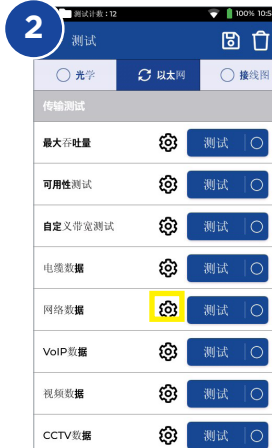 2
测试计数：12
100% 10:5
测试
光学 以太网 接线图
传输测试
最大吞吐量 测试
可用性测试 测试
自定义带宽测试 测试
电缆数据 测试
网络数据 测试
VoIP数据 测试
视频数据 测试
CCTV数据 测试